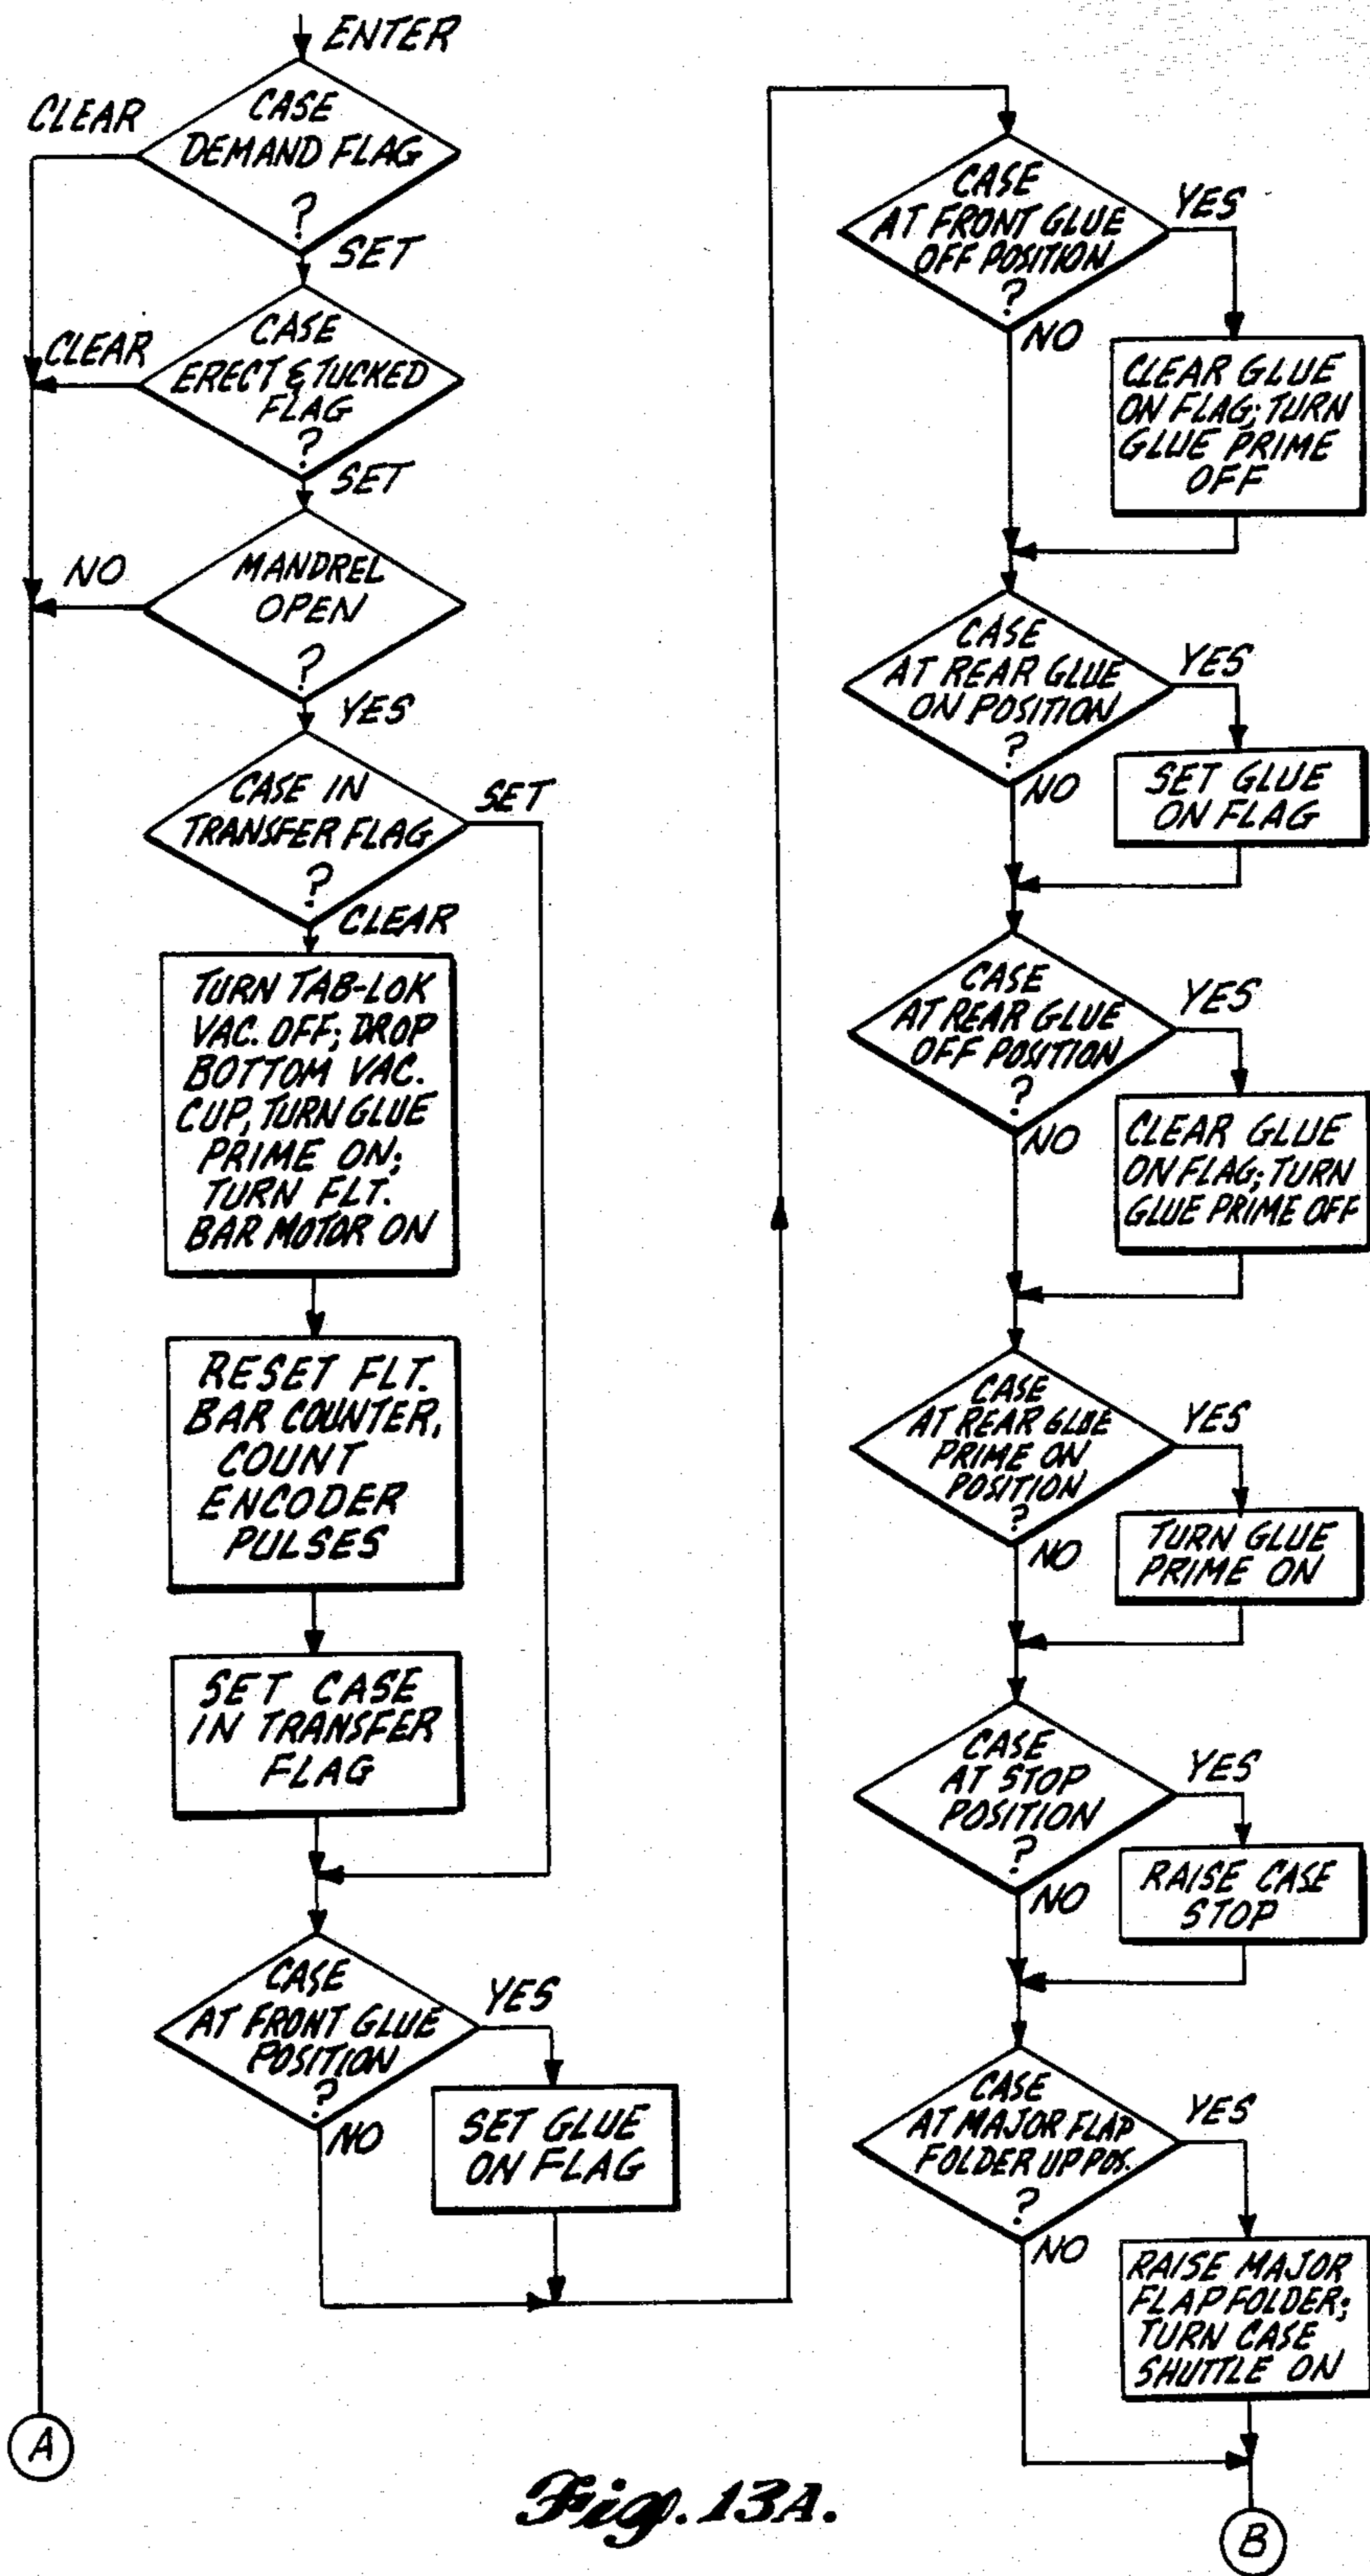 ENTER
CASE
DEMAND FLAG
?
CLEAR
SET
CASE
ERECT & TUCKED
FLAG
?
CLEAR
SET
MANDREL
OPEN
?
NO
YES
CASE IN
TRANSFER FLAG
?
SET
CLEAR
TURN TAB-LOK
VAC. OFF; DROP
BOTTOM VAC.
CUP, TURN GLUE
PRIME ON;
TURN FLT.
BAR MOTOR ON
RESET FLT.
BAR COUNTER,
COUNT
ENCODER
PULSES
SET CASE
IN TRANSFER
FLAG
CASE
AT FRONT GLUE
POSITION
?
YES
NO
SET GLUE
ON FLAG
A
CASE
AT FRONT GLUE
OFF POSITION
?
YES
NO
CLEAR GLUE
ON FLAG; TURN
GLUE PRIME
OFF
CASE
AT REAR GLUE
ON POSITION
?
YES
NO
SET GLUE
ON FLAG
CASE
AT REAR GLUE
OFF POSITION
?
YES
NO
CLEAR GLUE
ON FLAG; TURN
GLUE PRIME OFF
CASE
AT REAR GLUE
PRIME ON
POSITION
?
YES
NO
TURN GLUE
PRIME ON
CASE
AT STOP
POSITION
?
YES
NO
RAISE CASE
STOP
CASE
AT MAJOR FLAP
FOLDER UP POS.
?
YES
NO
RAISE MAJOR
FLAP FOLDER;
TURN CASE
SHUTTLE ON
B
Fig. 13A.